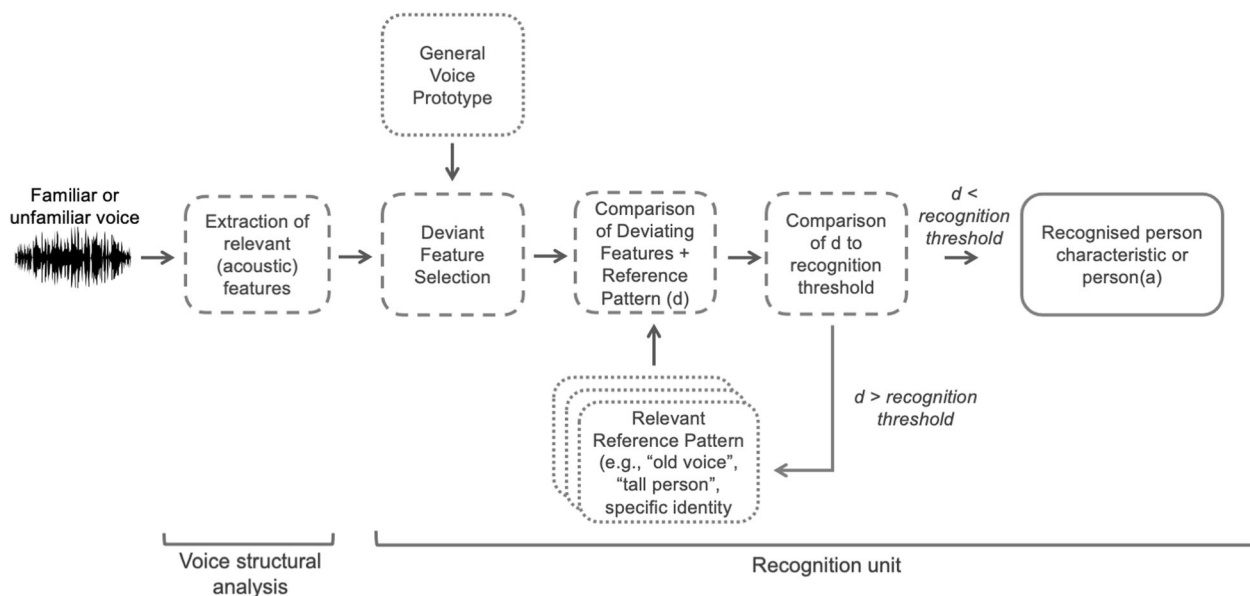 General
Voice
Prototype
Familiar or
unfamiliar voice
Extraction of
relevant
(acoustic)
features
Deviant
Feature
Selection
Comparison
of Deviating
Features +
Reference
Pattern (d)
Comparison
of d to
recognition
threshold
d <
recognition
threshold
Recognised person
characteristic or
person(a)
d > recognition
threshold
Relevant
Reference Pattern
(e.g., “old voice”,
“tall person”,
specific identity
Voice structural
analysis
Recognition unit